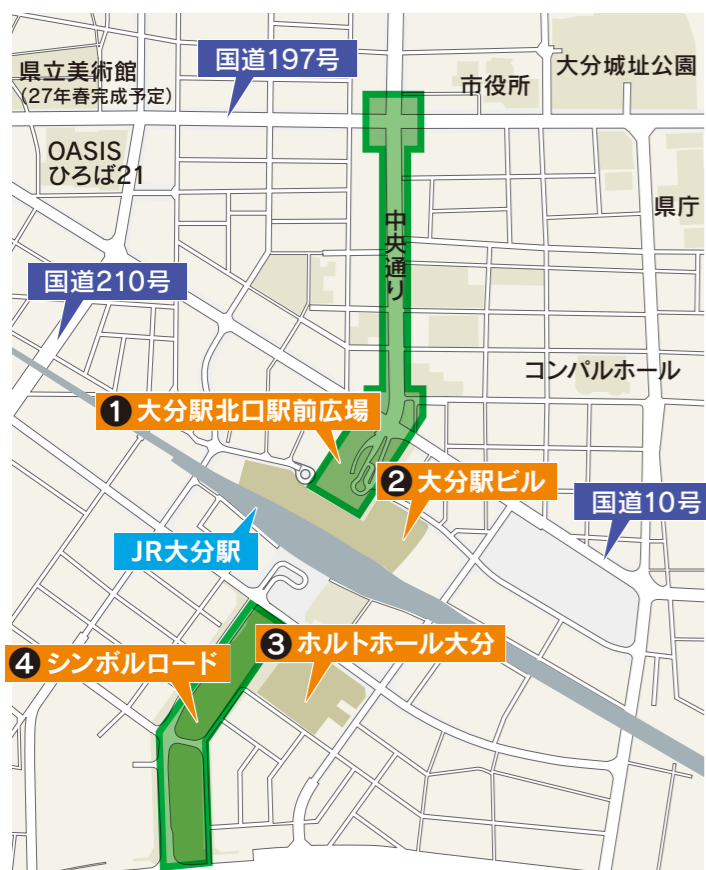 国道197号
県立美術館
(27年春完成予定)
市役所
大分城址公園
OASIS
ひろば21
県庁
中央通り
国道210号
コンパルホール
❶ 大分駅北口駅前広場
❷ 大分駅ビル
国道10号
JR大分駅
❸ ホルトホール大分
❹ シンボルロード